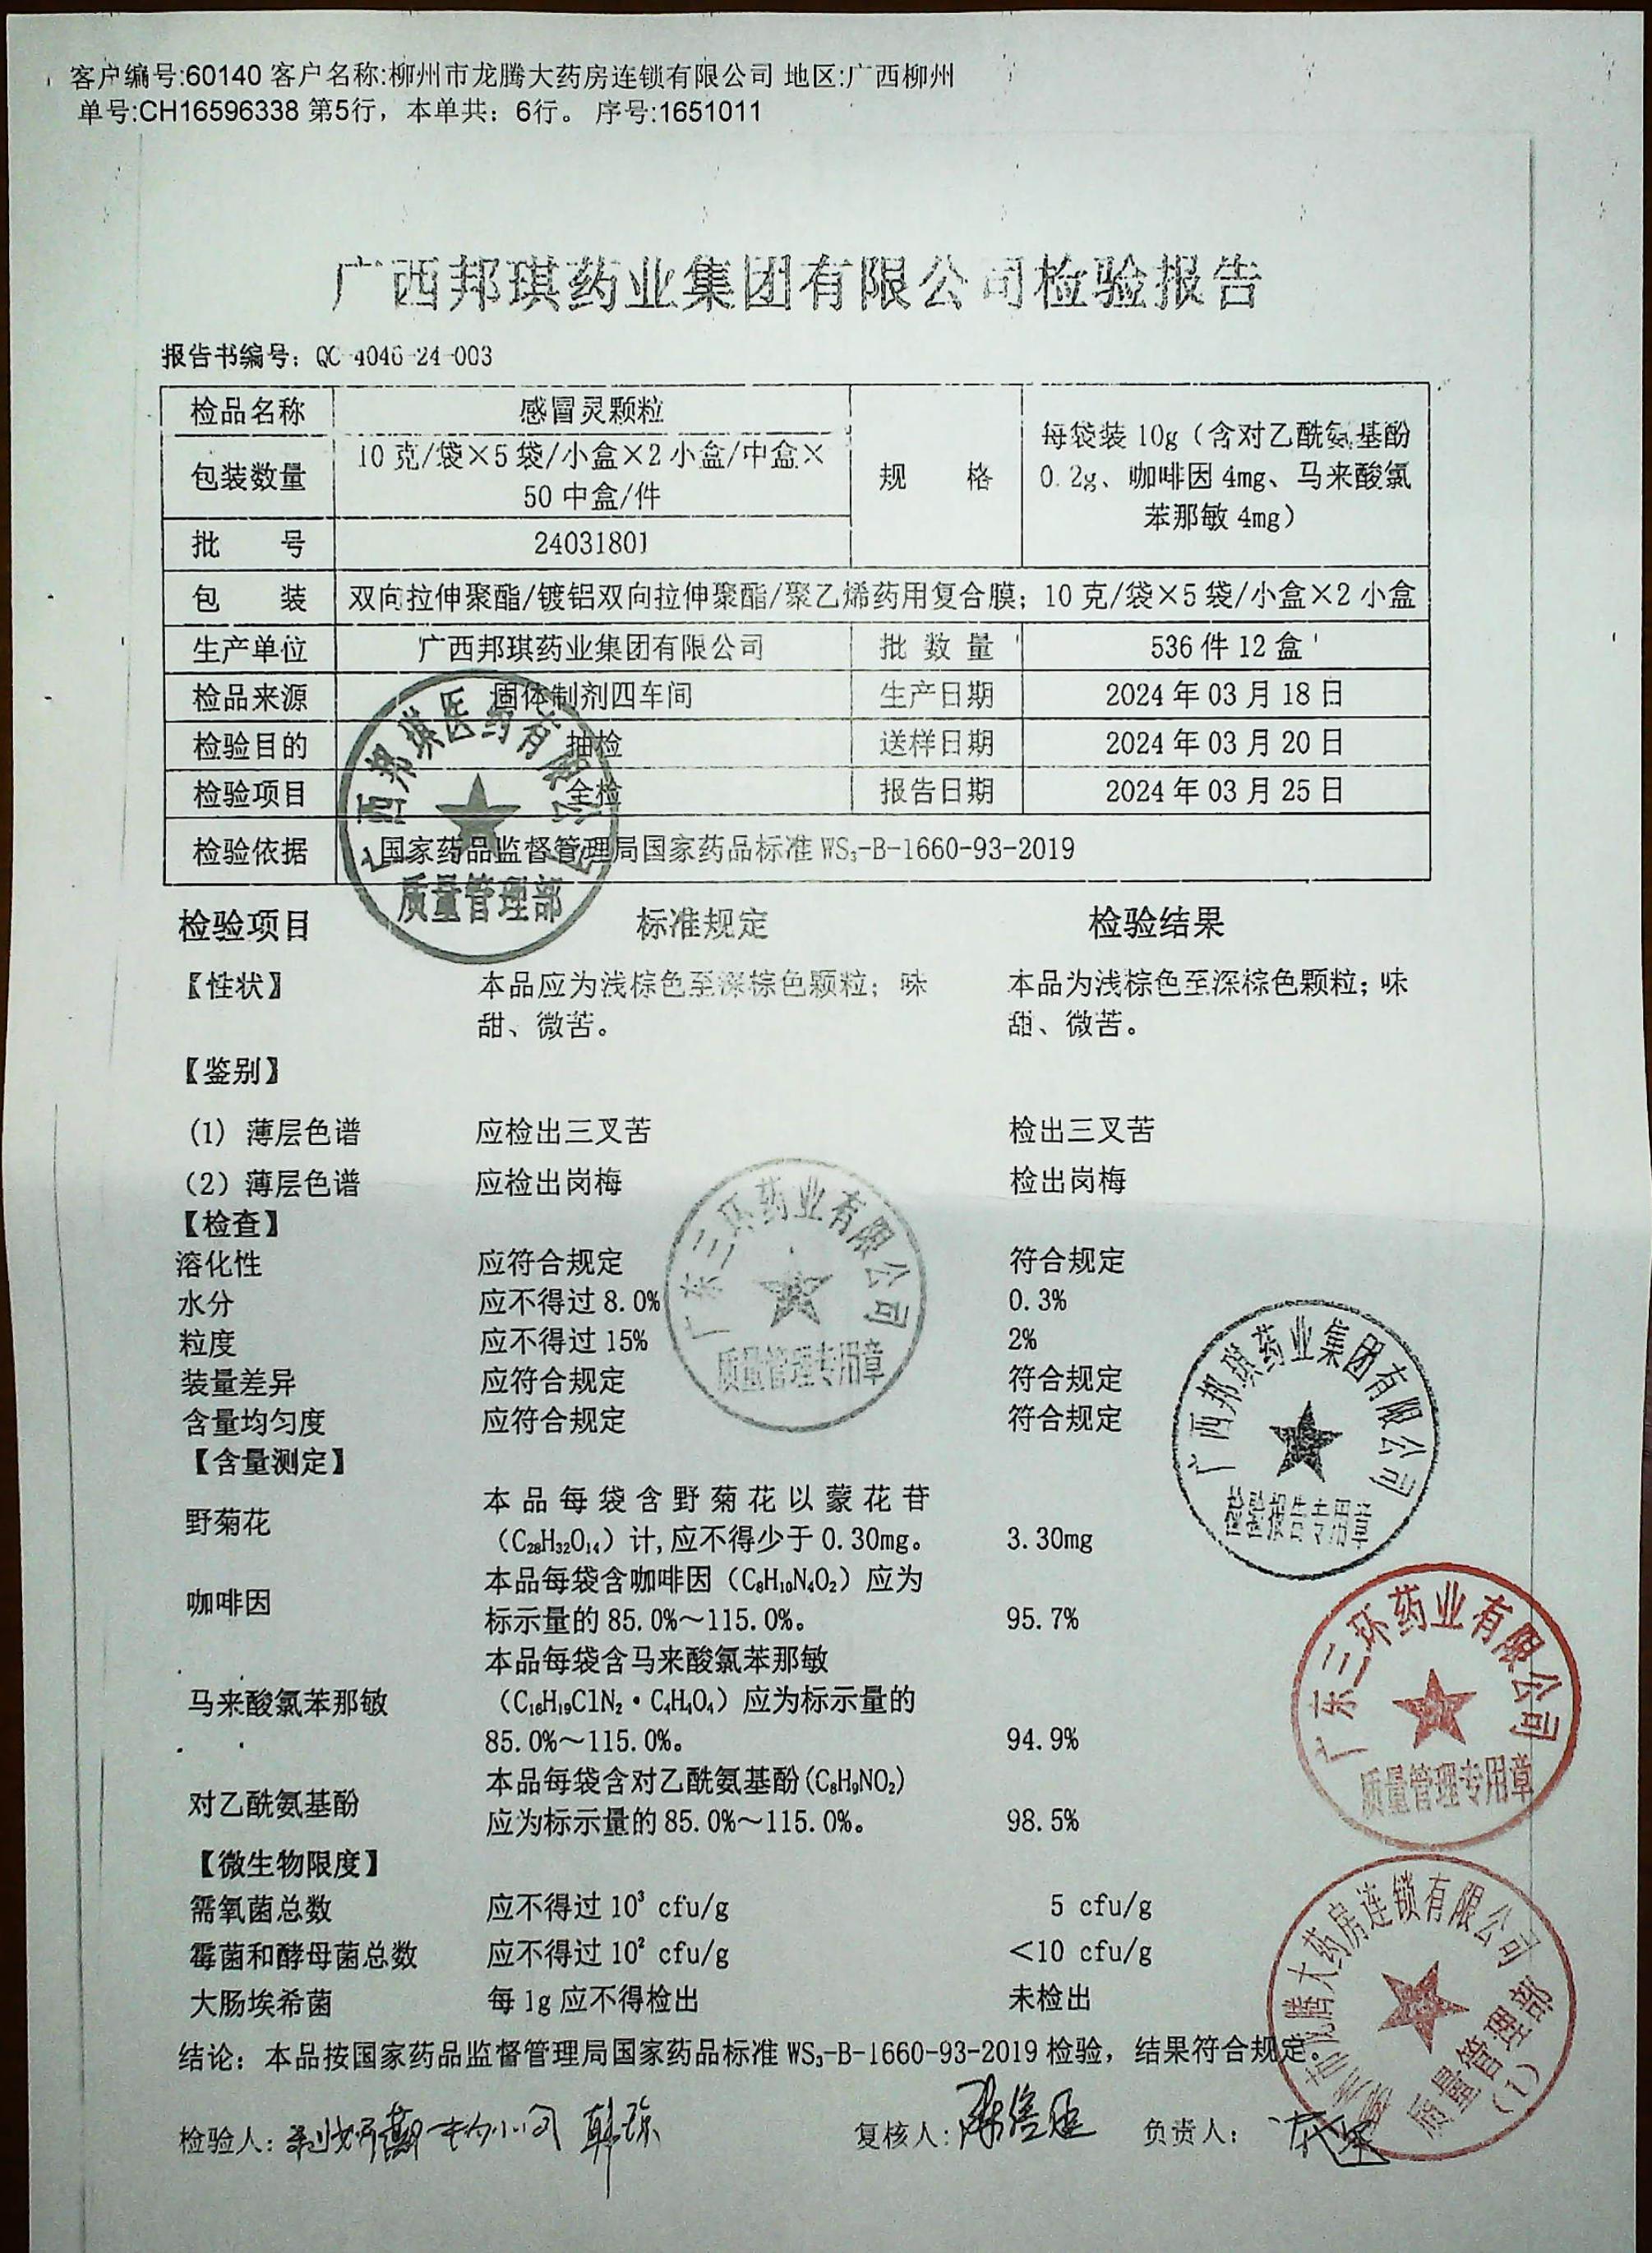 客户编号:60140 客户名称:柳州市龙腾大药房连锁有限公司 地区:广西柳州
单号:CH16596338 第5行，本单共：6行。 序号:1651011
广西邦琪药业集团有限公司检验报告
报告书编号：QC-4046-24-003
检品名称 感冒灵颗粒
包装数量 10克/袋×5袋/小盒×2小盒/中盒×
50中盒/件
规 格 每袋装10g（含对乙酰氨基酚
0.2g、咖啡因4mg、马来酸氯
苯那敏4mg）
批 号 24031801
包 装 双向拉伸聚酯/镀铝双向拉伸聚酯/聚乙烯药用复合膜；10克/袋×5袋/小盒×2小盒
生产单位 广西邦琪药业集团有限公司 批数量 536件12盒
检品来源 固体制剂四车间 生产日期 2024年03月18日
检验目的 抽检 送样日期 2024年03月20日
检验项目 全检 报告日期 2024年03月25日
检验依据 国家药品监督管理局国家药品标准WS₃-B-1660-93-2019
广西邦琪医药有限公司
质量管理部
检验项目 标准规定 检验结果
【性状】 本品应为浅棕色至深棕色颗粒；味 本品为浅棕色至深棕色颗粒；味
甜、微苦。 甜、微苦。
【鉴别】
(1) 薄层色谱 应检出三叉苦 检出三叉苦
（2）薄层色谱 应检出岗梅 检出岗梅
【检查】
溶化性 应符合规定 符合规定
水分 应不得过8.0% 0.3%
粒度 应不得过15% 2%
装量差异 应符合规定 符合规定
含量均匀度 应符合规定 符合规定
广东三环药业有限公司
质量管理专用章
广西邦琪药业集团有限公司
检验报告专用章
【含量测定】
野菊花 本品每袋含野菊花以蒙花苷
（C₂₈H₃₂O₁₄）计,应不得少于0.30mg。 3.30mg
咖啡因 本品每袋含咖啡因（C₈H₁₀N₄O₂）应为
标示量的85.0%～115.0%。 95.7%
本品每袋含马来酸氯苯那敏
马来酸氯苯那敏 （C₁₆H₁₉ClN₂·C₄H₄O₄）应为标示量的
85.0%～115.0%。 94.9%
对乙酰氨基酚 本品每袋含对乙酰氨基酚(C₈H₉NO₂)
应为标示量的85.0%～115.0%。 98.5%
广东三环药业有限公司
质量管理专用章
【微生物限度】
需氧菌总数 应不得过10³ cfu/g 5 cfu/g
霉菌和酵母菌总数 应不得过10² cfu/g <10 cfu/g
大肠埃希菌 每1g应不得检出 未检出
结论：本品按国家药品监督管理局国家药品标准WS₃-B-1660-93-2019检验，结果符合规定。
柳州市龙腾大药房连锁有限公司
质量管理部
(1)
检验人： 复核人： 负责人：